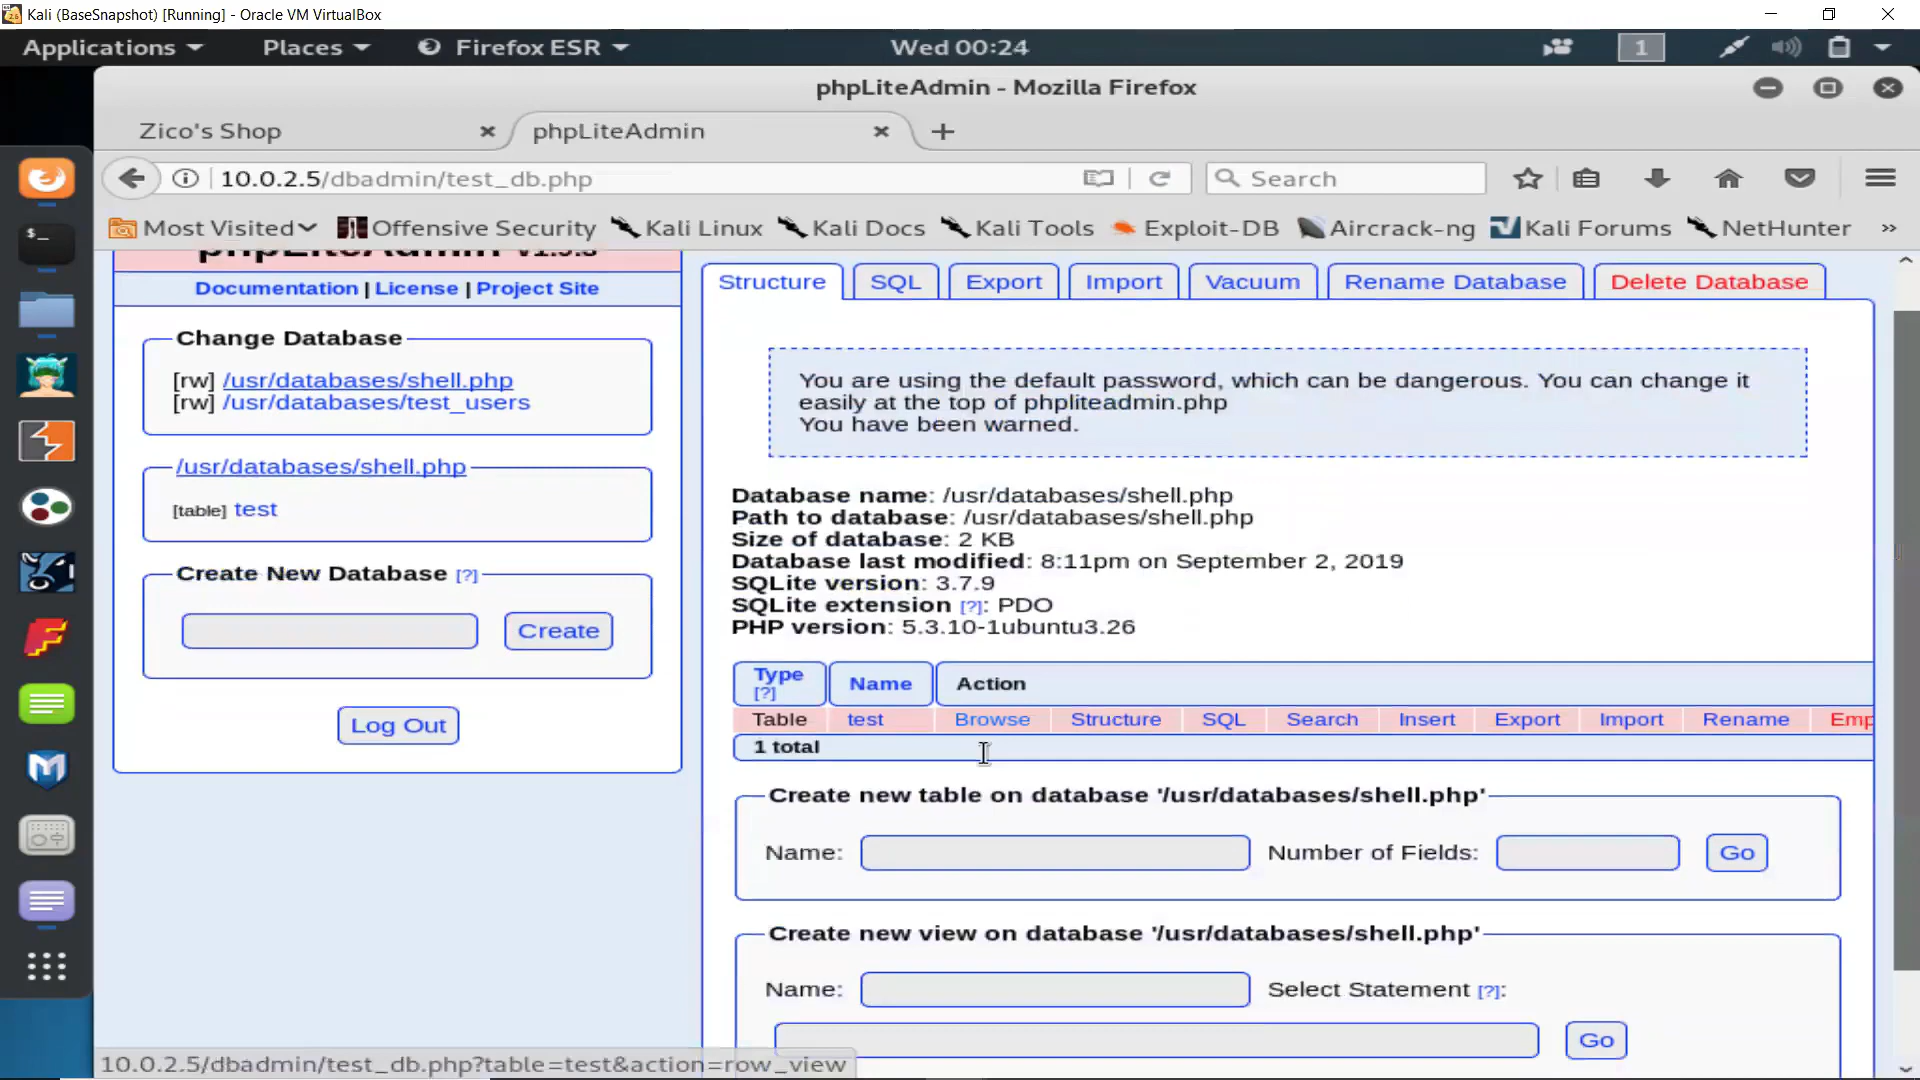 Kali (BaseSnapshot) [Running] - Oracle VM VirtualBox
Applications Places Firefox ESR Wed 00:24 1
phpLiteAdmin - Mozilla Firefox
Zico's Shop phpLiteAdmin
10.0.2.5/dbadmin/test_db.php Search
Most Visited Offensive Security Kali Linux Kali Docs Kali Tools Exploit-DB Aircrack-ng Kali Forums NetHunter »
phpLiteAdmin
Documentation | License | Project Site
Change Database
[rw] /usr/databases/shell.php
[rw] /usr/databases/test_users
/usr/databases/shell.php
[table] test
Create New Database [?]
Create
Log Out
Structure SQL Export Import Vacuum Rename Database Delete Database
You are using the default password, which can be dangerous. You can change it
easily at the top of phpliteadmin.php
You have been warned.
Database name: /usr/databases/shell.php
Path to database: /usr/databases/shell.php
Size of database: 2 KB
Database last modified: 8:11pm on September 2, 2019
SQLite version: 3.7.9
SQLite extension [?]: PDO
PHP version: 5.3.10-1ubuntu3.26
Type [?] Name Action
Table test Browse Structure SQL Search Insert Export Import Rename Emp
1 total
Create new table on database '/usr/databases/shell.php'
Name: Number of Fields: Go
Create new view on database '/usr/databases/shell.php'
Name: Select Statement [?]:
Go
10.0.2.5/dbadmin/test_db.php?table=test&action=row_view